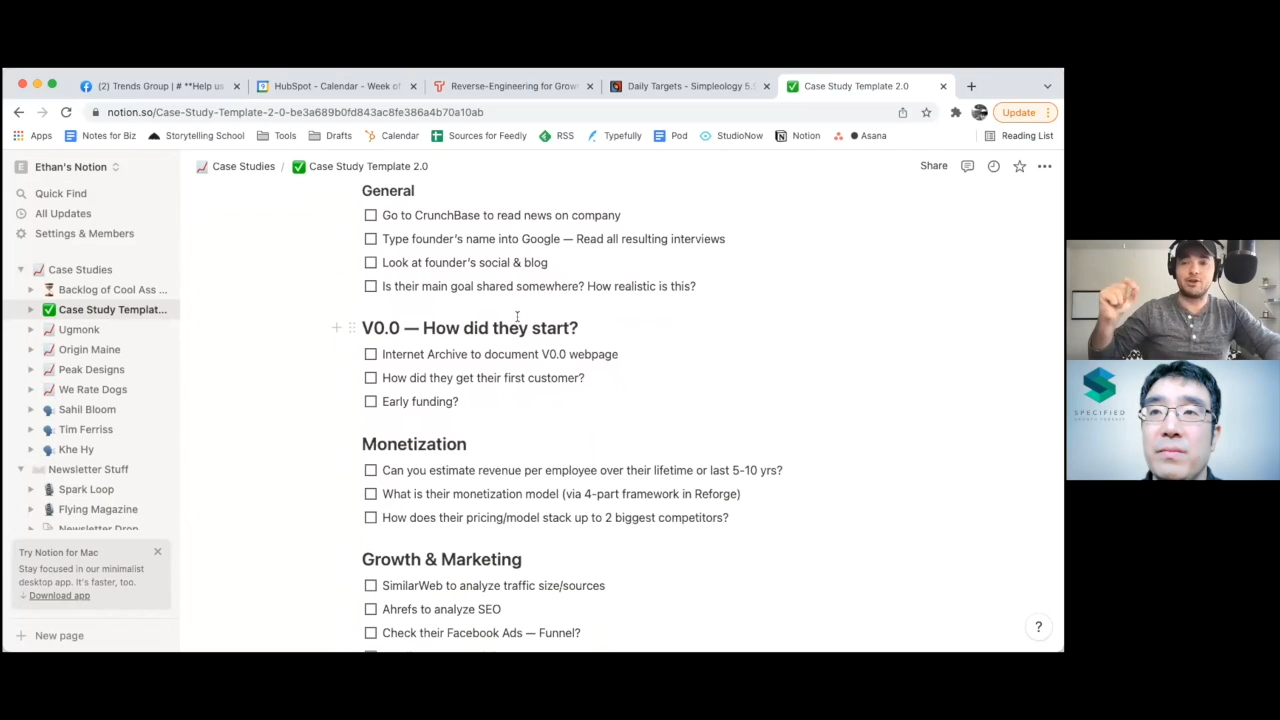 (2) Trends Group | # **Help us
HubSpot - Calendar - Week of
Reverse-Engineering for Grow
Daily Targets - Simpleology 5.
Case Study Template 2.0
notion.so/Case-Study-Template-2-0-be3a689b0fd843ac8fe386a4b70a10ab
Update
Apps
Notes for Biz
Storytelling School
Tools
Drafts
Calendar
Sources for Feedly
RSS
Typefully
Pod
StudioNow
Notion
Asana
Reading List
E Ethan's Notion
Case Studies / Case Study Template 2.0
Share
Quick Find
All Updates
Settings & Members
Case Studies
Backlog of Cool Ass ...
Case Study Templat...
Ugmonk
Origin Maine
Peak Designs
We Rate Dogs
Sahil Bloom
Tim Ferriss
Khe Hy
Newsletter Stuff
Spark Loop
Flying Magazine
Newsletter Drop
Try Notion for Mac
Stay focused in our minimalist
desktop app. It's faster, too.
Download app
New page
General
Go to CrunchBase to read news on company
Type founder's name into Google — Read all resulting interviews
Look at founder's social & blog
Is their main goal shared somewhere? How realistic is this?
V0.0 — How did they start?
Internet Archive to document V0.0 webpage
How did they get their first customer?
Early funding?
Monetization
Can you estimate revenue per employee over their lifetime or last 5-10 yrs?
What is their monetization model (via 4-part framework in Reforge)
How does their pricing/model stack up to 2 biggest competitors?
Growth & Marketing
SimilarWeb to analyze traffic size/sources
Ahrefs to analyze SEO
Check their Facebook Ads — Funnel?
?
SPECIFIED